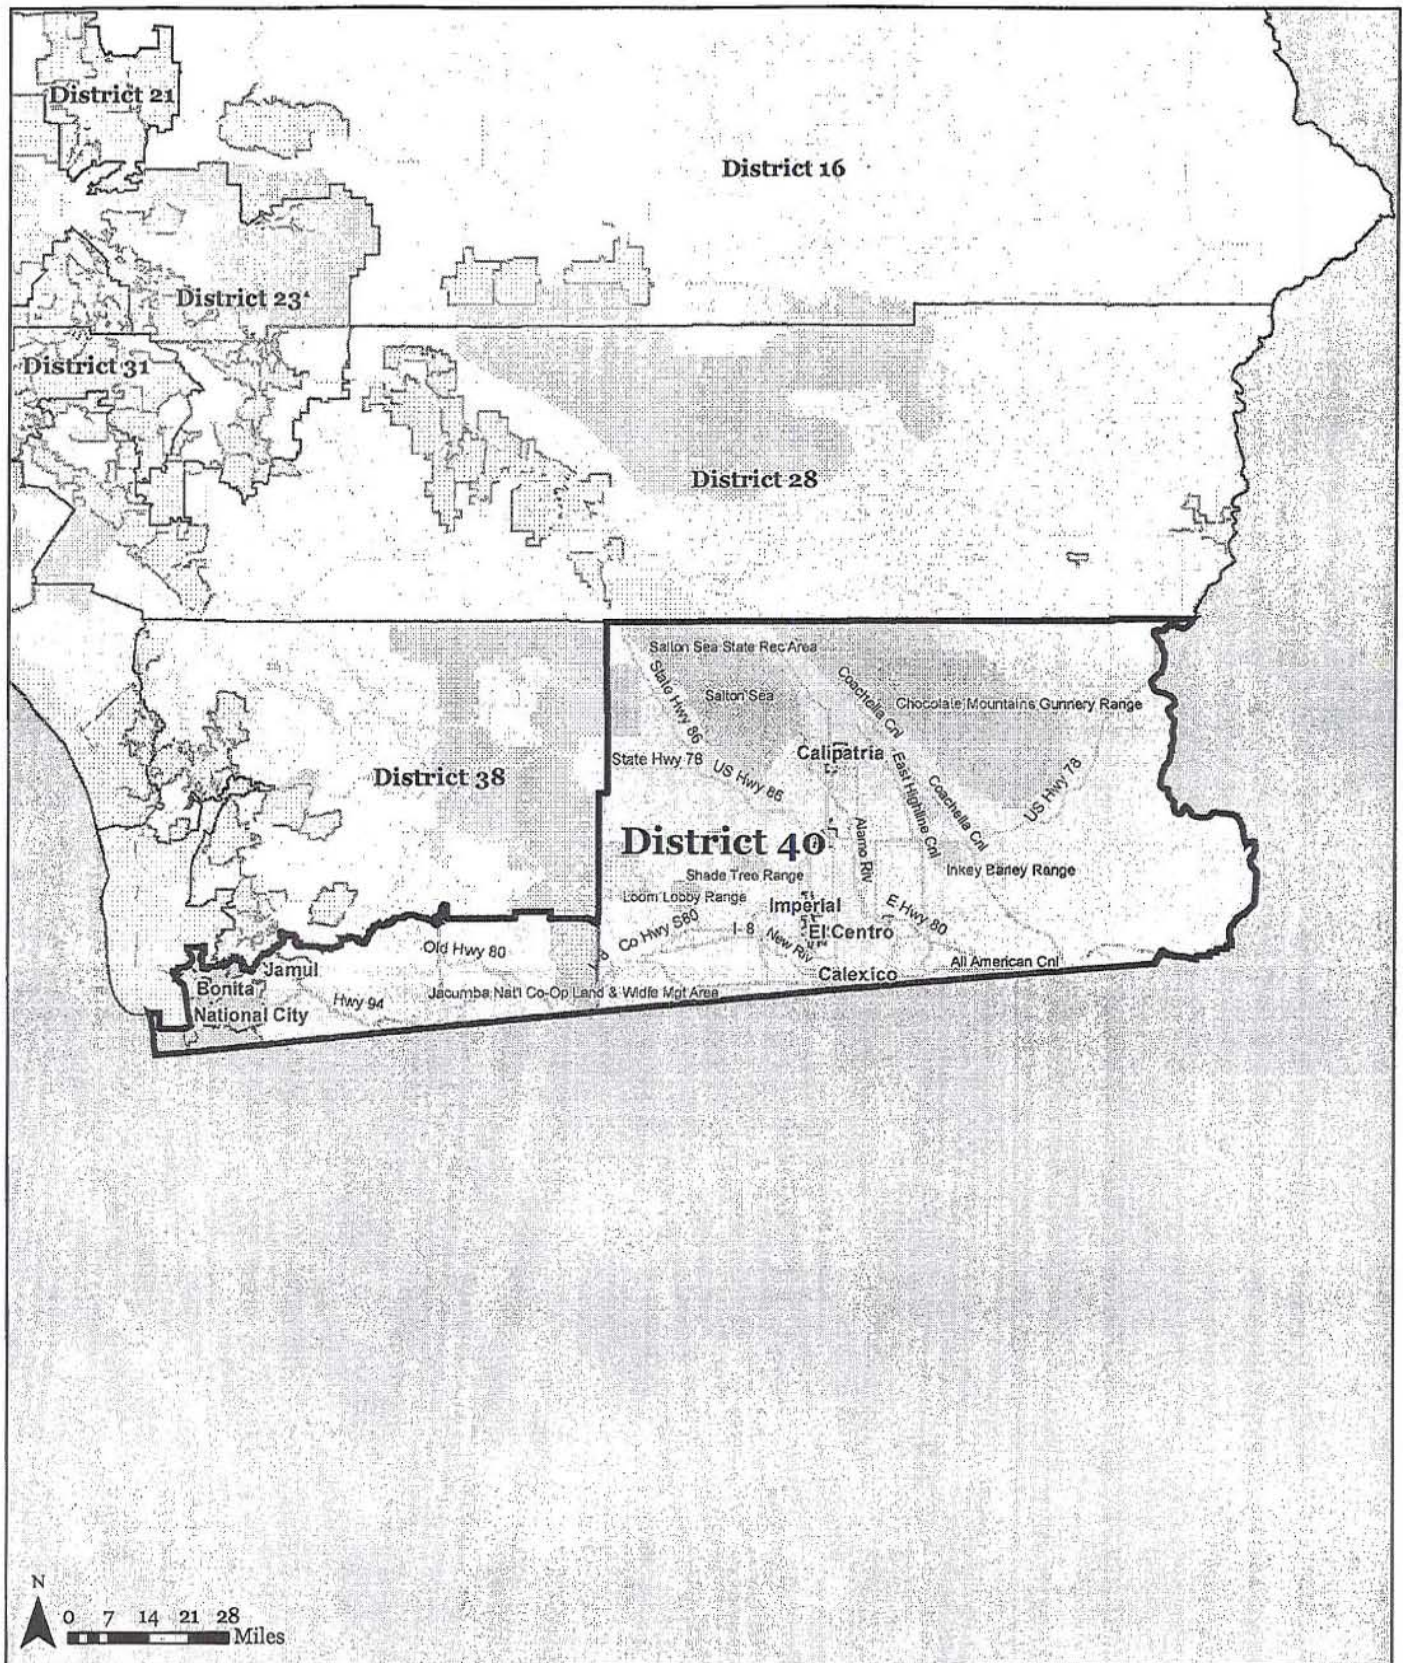 District 21
District 16
District 23
District 31
District 28
Salton Sea State Rec Area
State Hwy 86
Salton Sea
Coachella Cnl
Chocolate Mountains Gunnery Range
District 38
State Hwy 78
US Hwy 86
Calipatria
East Highline Cnl
Coachella Cnl
US Hwy 78
District 40
Alamo Riv
Shade Tree Range
Inkey Barley Range
Loom Lobby Range
Imperial
Co Hwy S80
I-8
New Riv
El Centro
E Hwy 80
Old Hwy 80
Jamul
All American Cnl
Calexico
Bonita
Hwy 94
Jacumba Nat'l Co-Op Land & Widle Mgt Area
National City
N
0 7 14 21 28
Miles